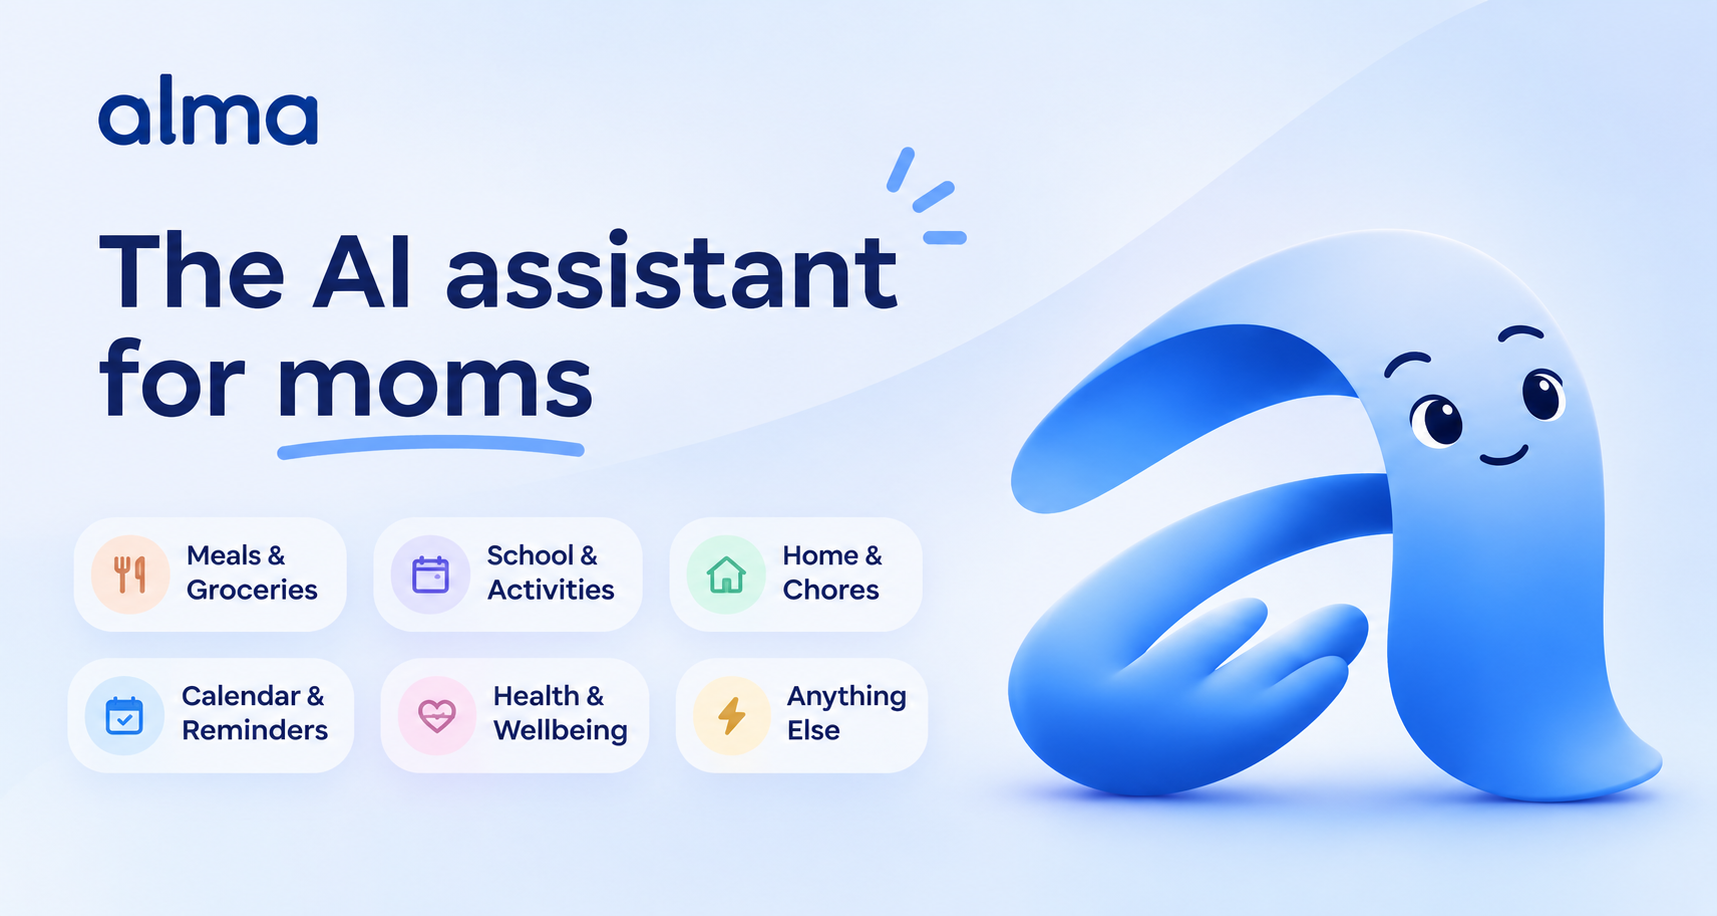 alma
The AI assistant
for moms
Meals &
Groceries
School &
Activities
Home &
Chores
Calendar &
Reminders
Health &
Wellbeing
Anything
Else